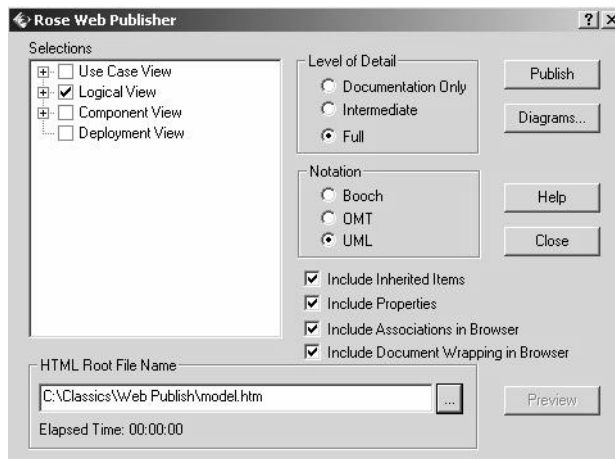 Rose Web Publisher
Selections
Use Case View
Logical View
Component View
Deployment View
Level of Detail
Documentation Only
Intermediate
Full
Notation
Booch
OMT
UML
Include Inherited Items
Include Properties
Include Associations in Browser
Include Document Wrapping in Browser
Publish
Diagrams...
Help
Close
HTML Root File Name
C:\Classics\Web Publish\model.htm
...
Elapsed Time: 00:00:00
Preview